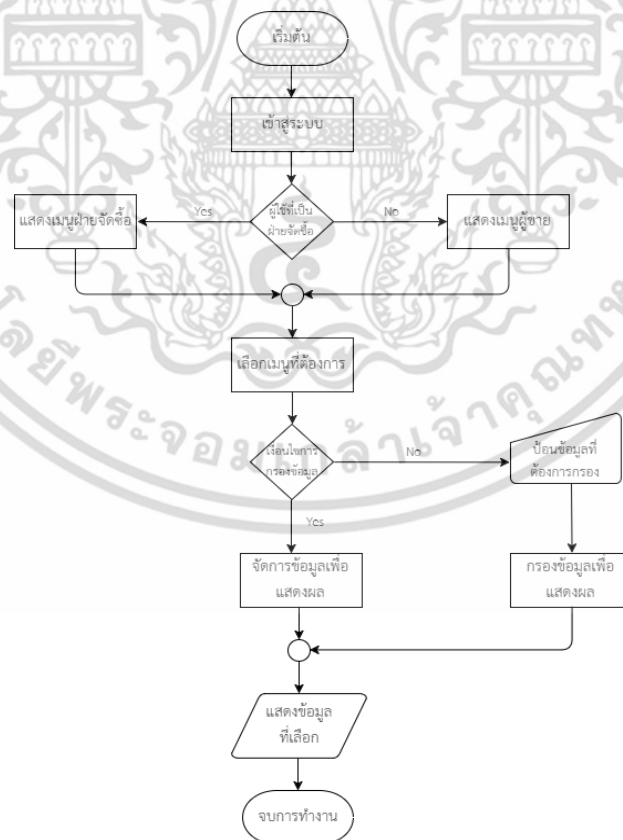 เริ่มต้น
เข้าสู่ระบบ
ผู้ใช้ที่เป็น
ฝ่ายจัดซื้อ
Yes
No
แสดงเมนูฝ่ายจัดซื้อ
แสดงเมนูผู้ขาย
เลือกเมนูที่ต้องการ
เงื่อนไขการ
กรองข้อมูล
No
ป้อนข้อมูลที่
ต้องการกรอง
Yes
จัดการข้อมูลเพื่อ
แสดงผล
กรองข้อมูลเพื่อ
แสดงผล
แสดงข้อมูล
ที่เลือก
จบการทำงาน